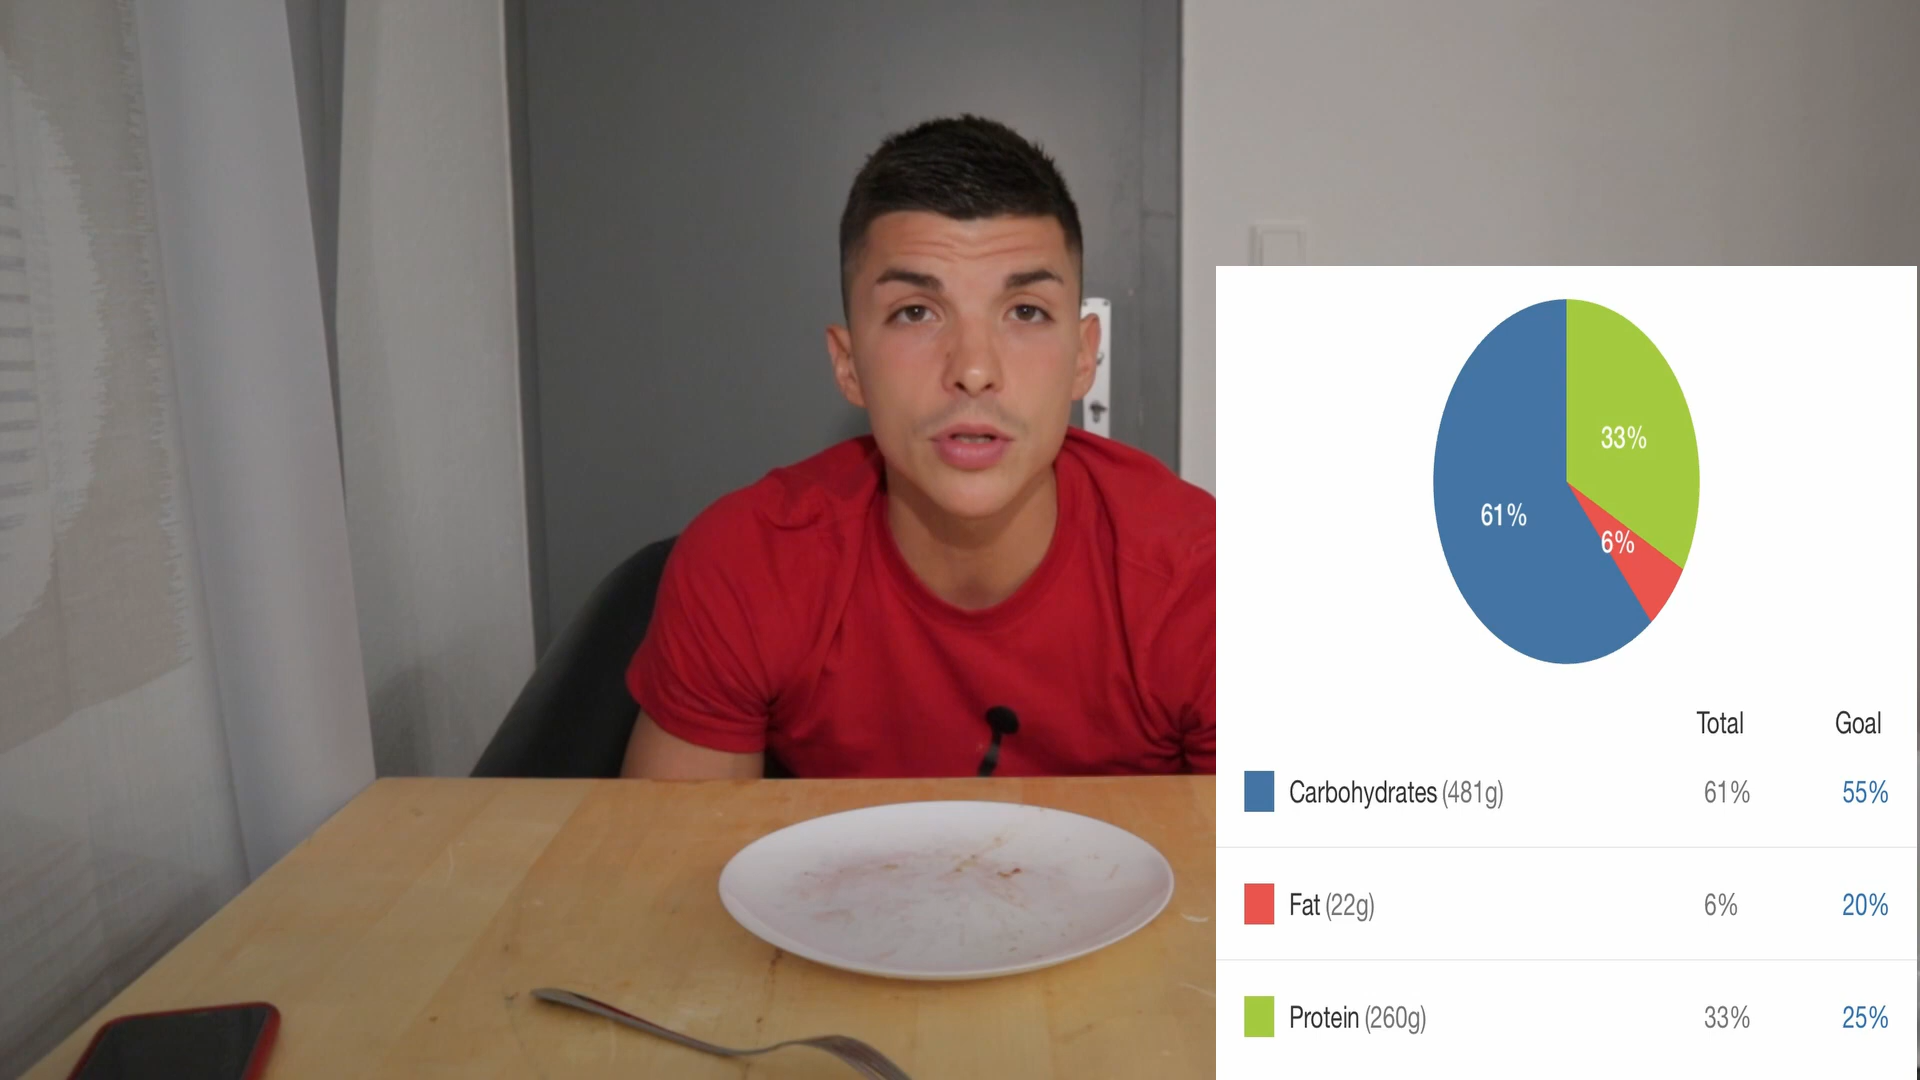 33%
61%
6%
Total Goal
Carbohydrates (481g) 61% 55%
Fat (22g) 6% 20%
Protein (260g) 33% 25%